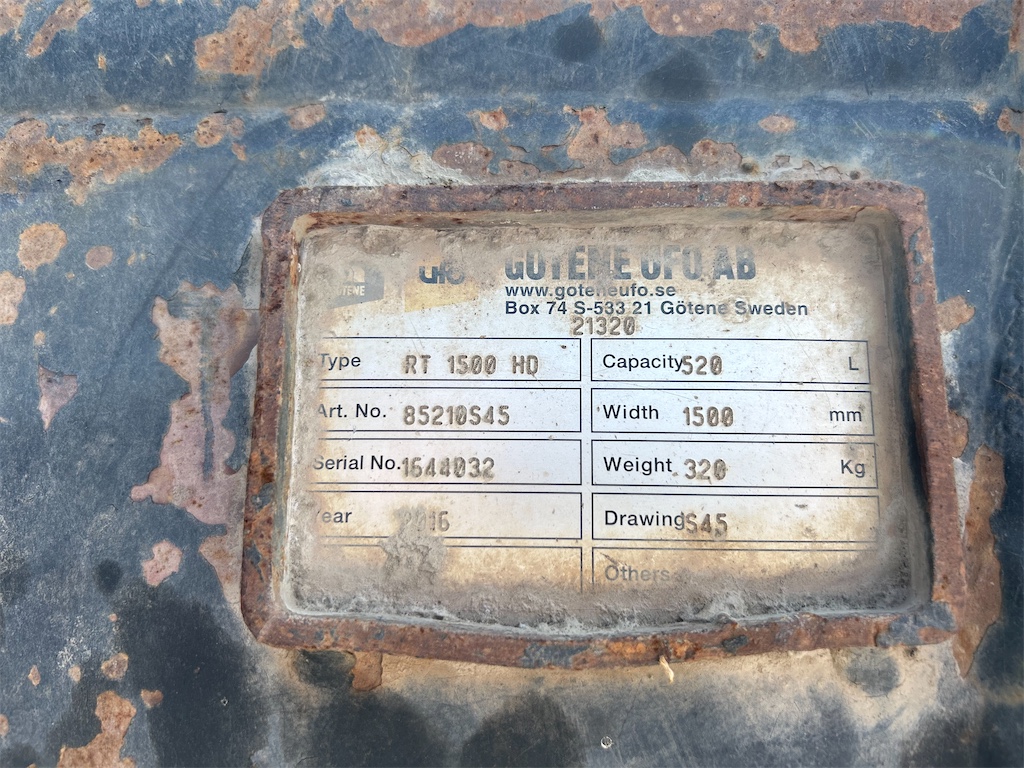 GÖTENE UFO AB
www.goteneufo.se
Box 74 S-533 21 Götene Sweden
21320
Type RT 1500 HD
Capacity 520 L
Art. No. 85210S45
Width 1500 mm
Serial No. 1644032
Weight 320 Kg
Year 2016
Drawing S45
Others